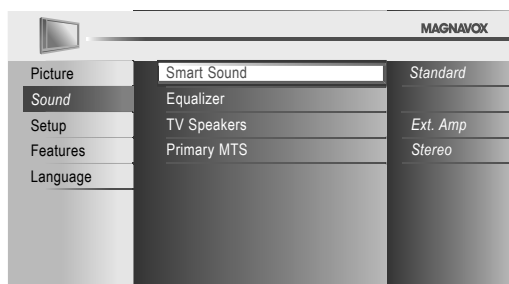 MAGNAVOX
Picture Smart Sound Standard
Sound Equalizer
Setup TV Speakers Ext. Amp
Features Primary MTS Stereo
Language